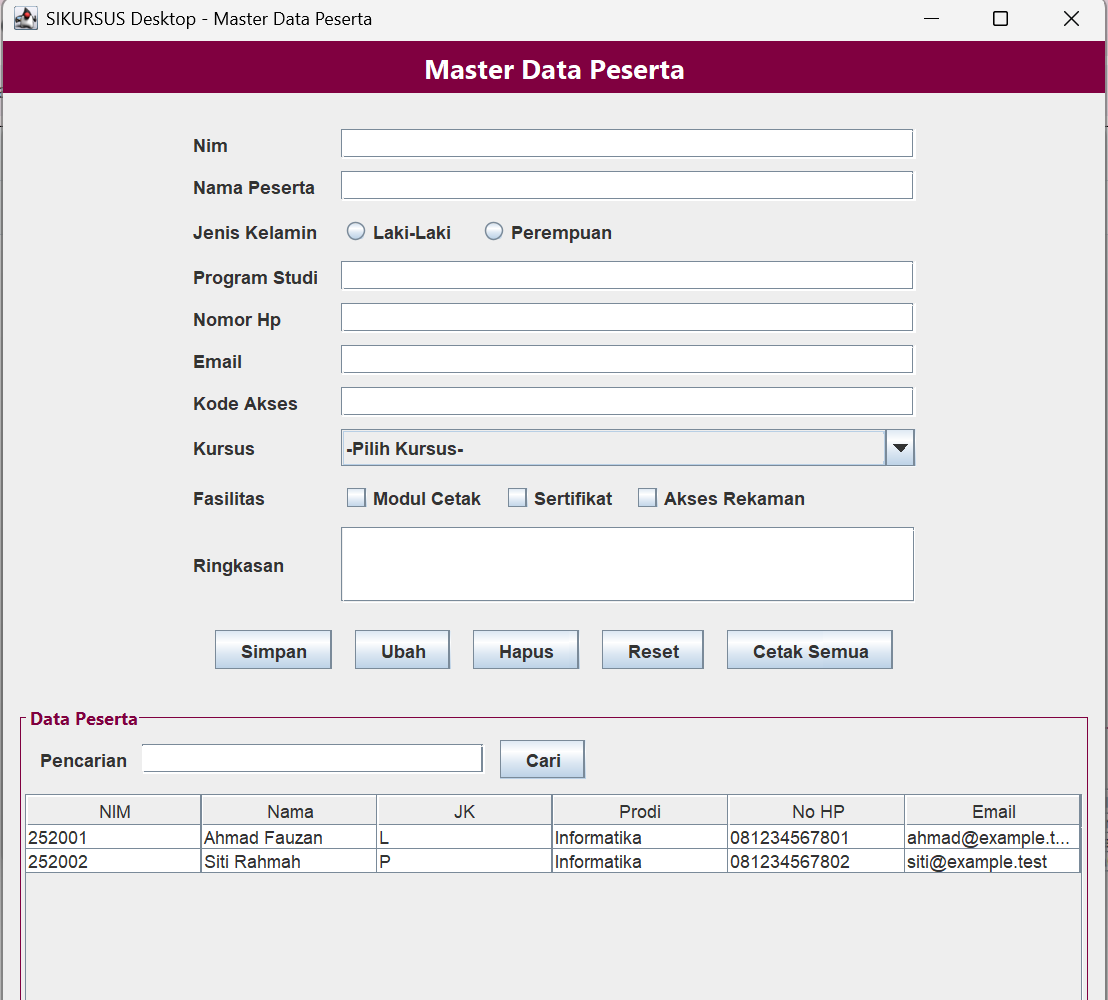 SIKURSUS Desktop - Master Data Peserta
Master Data Peserta
Nim
Nama Peserta
Jenis Kelamin Laki-Laki Perempuan
Program Studi
Nomor Hp
Email
Kode Akses
Kursus -Pilih Kursus-
Fasilitas Modul Cetak Sertifikat Akses Rekaman
Ringkasan
Simpan Ubah Hapus Reset Cetak Semua
Data Peserta
Pencarian Cari
NIM Nama JK Prodi No HP Email
252001 Ahmad Fauzan L Informatika 081234567801 ahmad@example.t...
252002 Siti Rahmah P Informatika 081234567802 siti@example.test